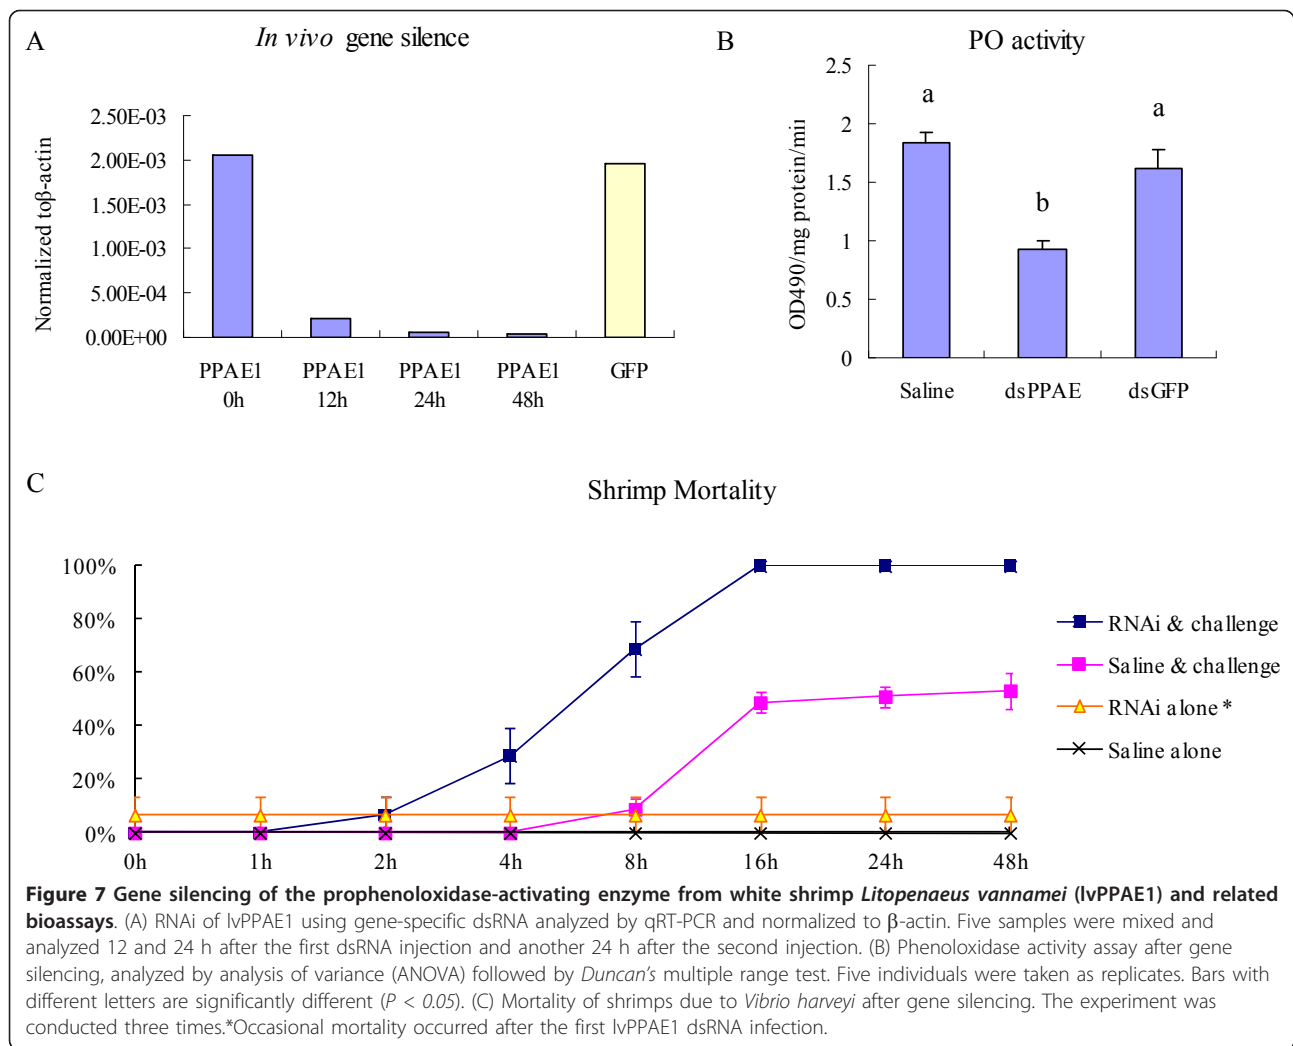 A
In vivo gene silence
Normalized toβ-actin
2.50E-03
2.00E-03
1.50E-03
1.00E-03
5.00E-04
0.00E+00
PPAE1 0h
PPAE1 12h
PPAE1 24h
PPAE1 48h
GFP
B
PO activity
OD490/mg protein/min
2.5
2
1.5
1
0.5
0
a
b
a
Saline
dsPPAE
dsGFP
C
Shrimp Mortality
100%
80%
60%
40%
20%
0%
0h
1h
2h
4h
8h
16h
24h
48h
RNAi & challenge
Saline & challenge
RNAi alone*
Saline alone
Figure 7 Gene silencing of the prophenoloxidase-activating enzyme from white shrimp Litopenaeus vannamei (lvPPAE1) and related
bioassays. (A) RNAi of lvPPAE1 using gene-specific dsRNA analyzed by qRT-PCR and normalized to β-actin. Five samples were mixed and
analyzed 12 and 24 h after the first dsRNA injection and another 24 h after the second injection. (B) Phenoloxidase activity assay after gene
silencing, analyzed by analysis of variance (ANOVA) followed by Duncan's multiple range test. Five individuals were taken as replicates. Bars with
different letters are significantly different (P < 0.05). (C) Mortality of shrimps due to Vibrio harveyi after gene silencing. The experiment was
conducted three times.*Occasional mortality occurred after the first lvPPAE1 dsRNA infection.